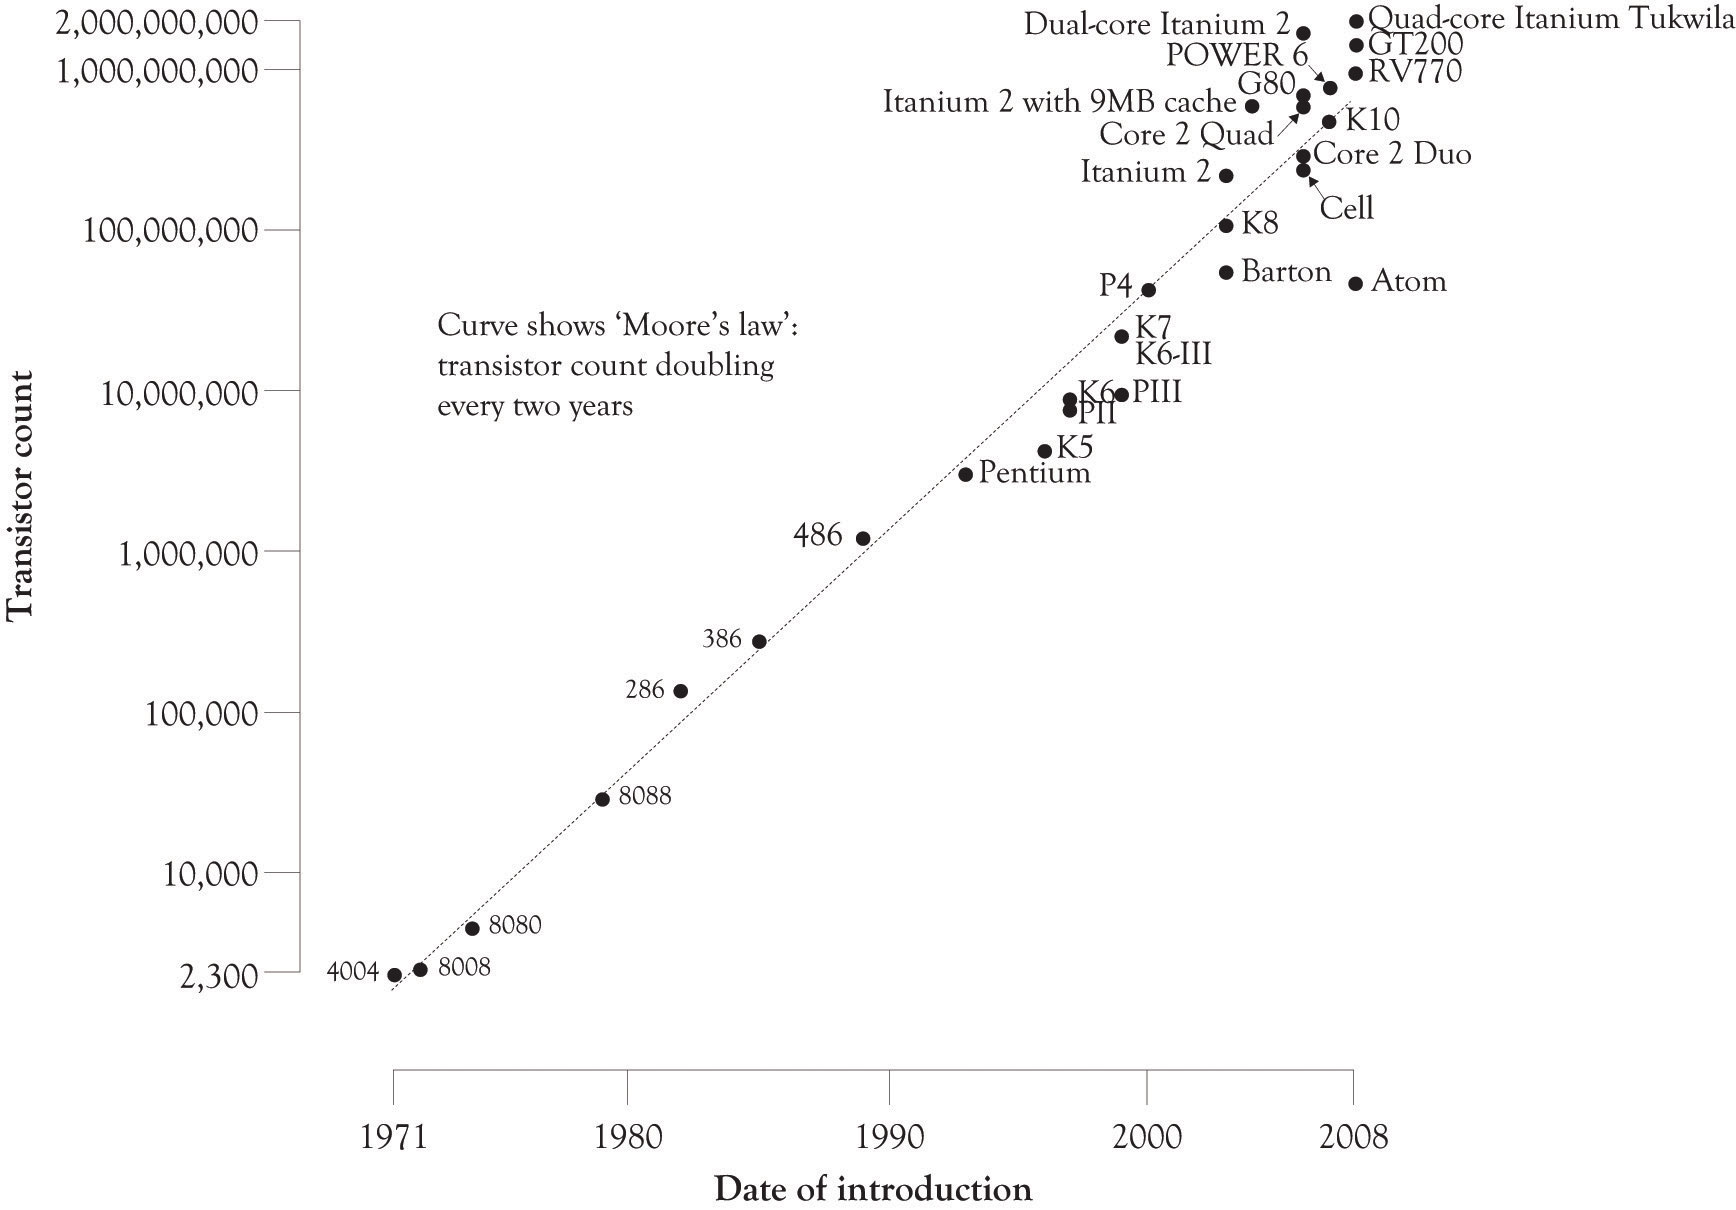 2,000,000,000
1,000,000,000
100,000,000
10,000,000
1,000,000
100,000
10,000
2,300
Transistor count
Curve shows ‘Moore’s law’:
transistor count doubling
every two years
Quad-core Itanium Tukwila
Dual-core Itanium 2
GT200
POWER 6
RV770
G80
Itanium 2 with 9MB cache
K10
Core 2 Quad
Core 2 Duo
Itanium 2
Cell
K8
Barton
Atom
P4
K7
K6-III
K6
PIII
PII
K5
Pentium
486
386
286
8088
8080
8008
4004
1971
1980
1990
2000
2008
Date of introduction